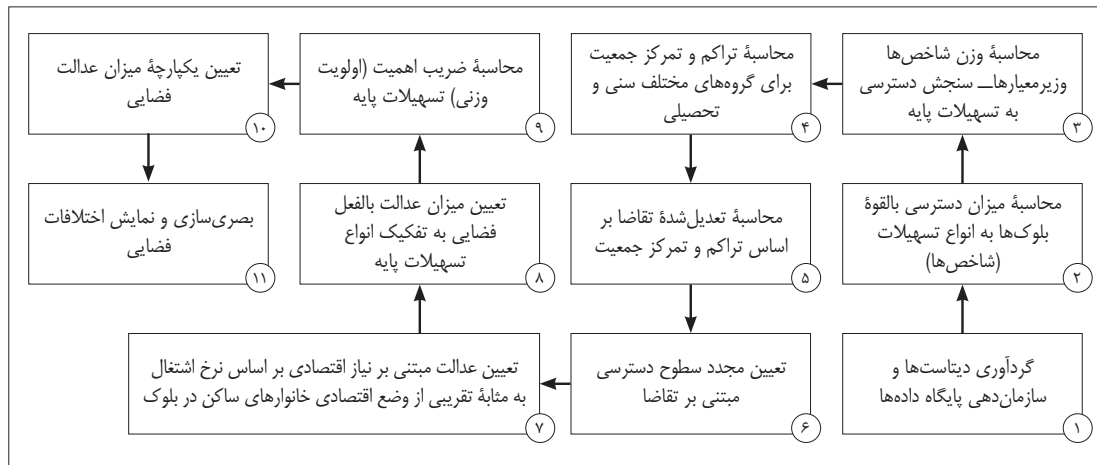 گردآوری دیتاست‌ها و
سازمان‌دهی پایگاه داده‌ها
۱
محاسبهٔ میزان دسترسی بالقوهٔ
بلوک‌ها به انواع تسهیلات
(شاخص‌ها)
۲
محاسبهٔ وزن شاخص‌ها
وزیرمعیارها__ سنجش دسترسی
به تسهیلات پایه
۳
محاسبهٔ تراکم و تمرکز جمعیت
برای گروه‌های مختلف سنی و
تحصیلی
۴
محاسبهٔ تعدیل‌شدهٔ تقاضا بر
اساس تراکم و تمرکز جمعیت
۵
تعیین مجدد سطوح دسترسی
مبتنی بر تقاضا
۶
تعیین عدالت مبتنی بر نیاز اقتصادی بر اساس نرخ اشتغال
به مثابهٔ تقریبی از وضع اقتصادی خانوارهای ساکن در بلوک
۷
تعیین میزان عدالت بالفعل
فضایی به تفکیک انواع
تسهیلات پایه
۸
محاسبهٔ ضریب اهمیت (اولویت
وزنی) تسهیلات پایه
۹
تعیین یکپارچهٔ میزان عدالت
فضایی
۱۰
بصری‌سازی و نمایش اختلافات
فضایی
۱۱